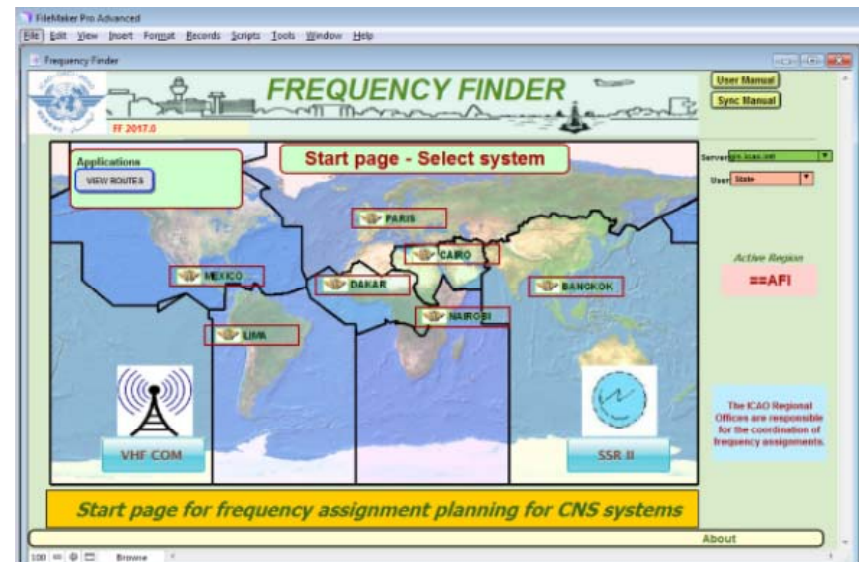 FileMaker Pro Advanced
File Edit View Insert Format Records Scripts Tools Window Help
Frequency Finder
FREQUENCY FINDER
FF 2017.0
User Manual
Sync Manual
Applications
VIEW ROUTES
Start page - Select system
Server
User State
PARIS
CAIRO
MEXICO
DAKAR
BANGKOK
NAIROBI
LIMA
Active Region
==AFI
The ICAO Regional
Offices are responsible
for the coordination of
frequency assignments.
VHF COM
SSR II
Start page for frequency assignment planning for CNS systems
About
100
Browse